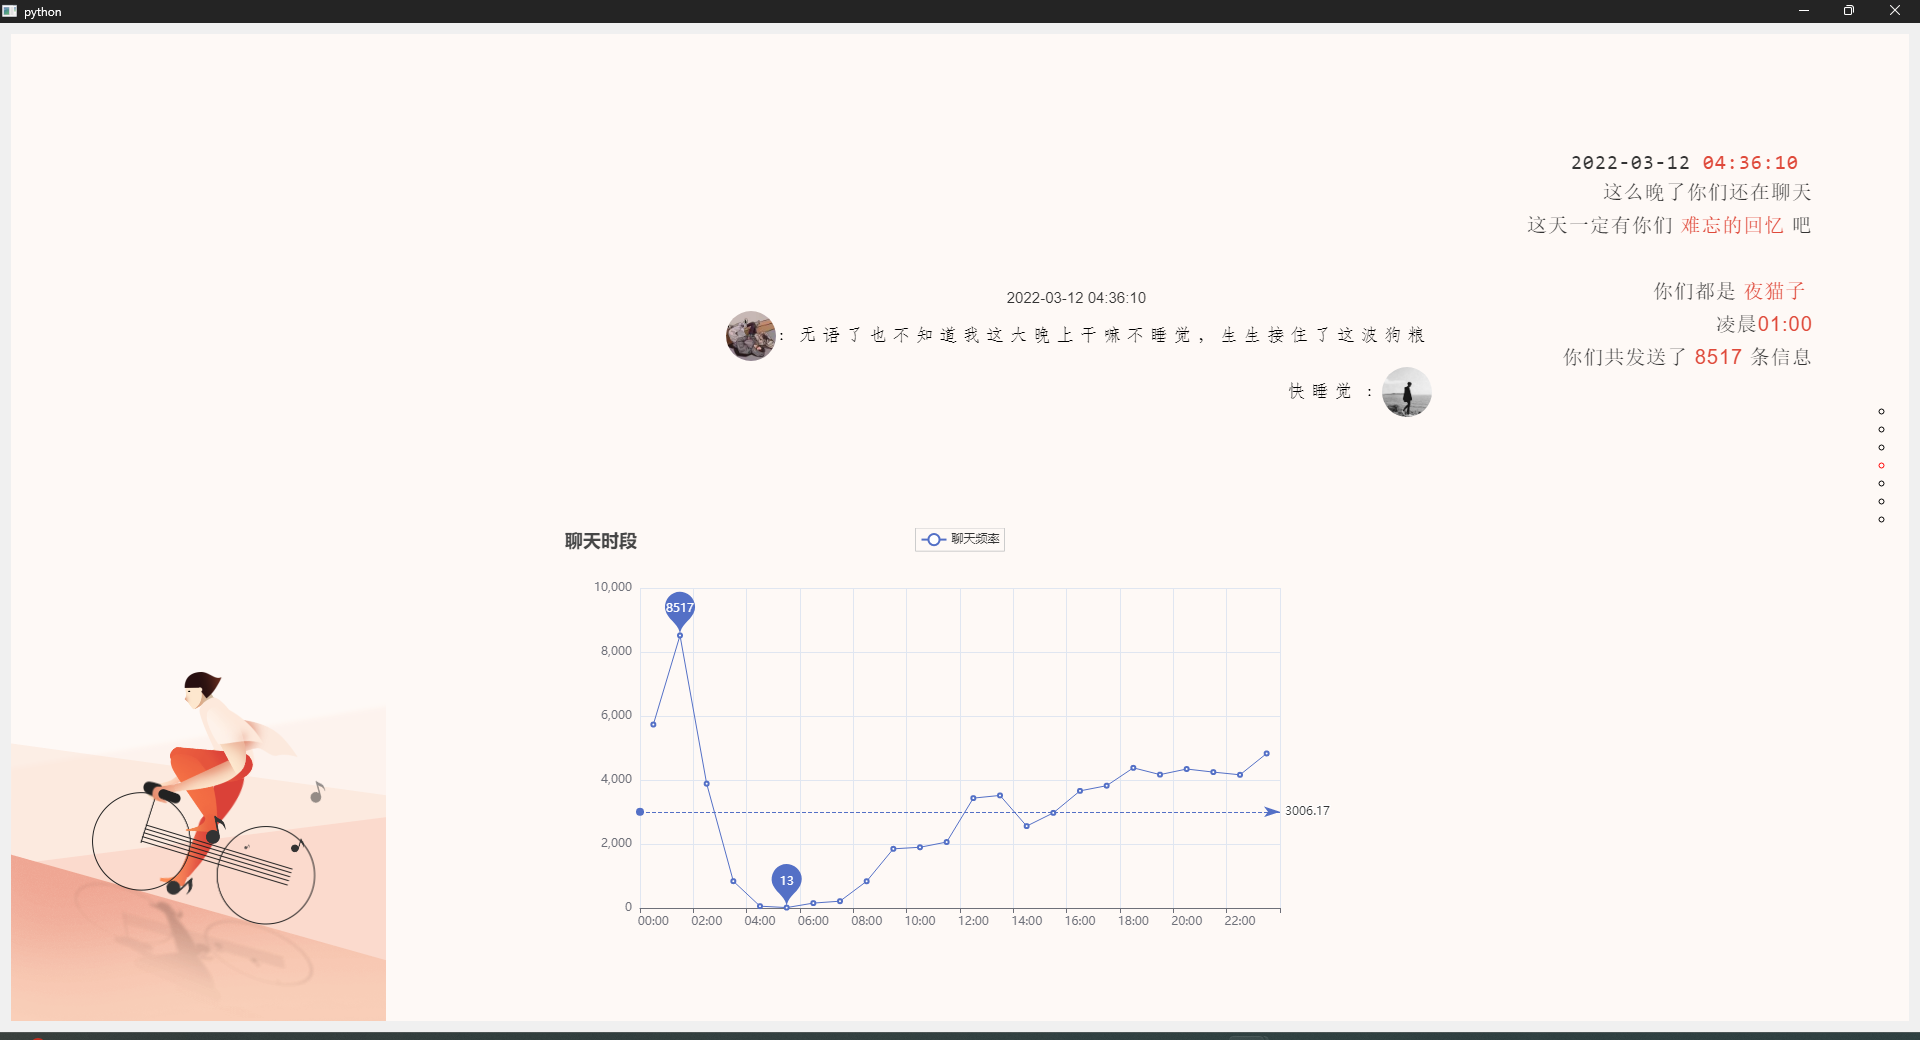 python
2022-03-12 04:36:10
这么晚了你们还在聊天
这天一定有你们 难忘的回忆 吧
你们都是 夜猫子
凌晨01:00
你们共发送了 8517 条信息
2022-03-12 04:36:10
：无语了也不知道我这大晚上干嘛不睡觉，生生接住了这波狗粮
快睡觉 ：
聊天时段
聊天频率
10,000
8,000
6,000
4,000
2,000
0
8517
13
3006.17
00:00 02:00 04:00 06:00 08:00 10:00 12:00 14:00 16:00 18:00 20:00 22:00